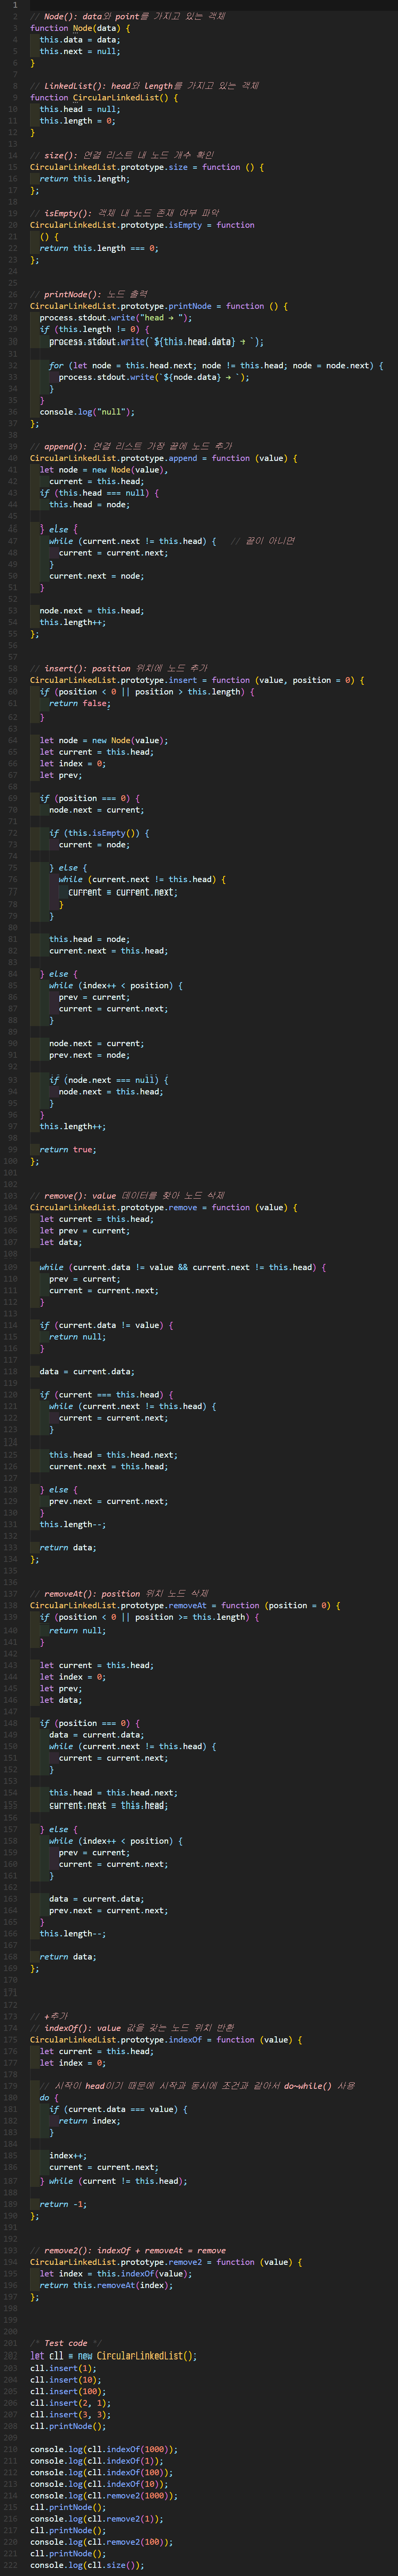 1
2 // Node(): data와 point를 가지고 있는 객체
3 function Node(data) {
4   this.data = data;
5   this.next = null;
6 }
7
8 // LinkedList(): head와 length를 가지고 있는 객체
9 function CircularLinkedList() {
10   this.head = null;
11   this.length = 0;
12 }
13
14 // size(): 연결 리스트 내 노드 개수 확인
15 CircularLinkedList.prototype.size = function () {
16   return this.length;
17 };
18
19 // isEmpty(): 객체 내 노드 존재 여부 파악
20 CircularLinkedList.prototype.isEmpty = function
21   () {
22   return this.length === 0;
23 };
24
25
26 // printNode(): 노드 출력
27 CircularLinkedList.prototype.printNode = function () {
28   process.stdout.write("head → ");
29   if (this.length != 0) {
30     process.stdout.write(`${this.head.data} → `);
31
32     for (let node = this.head.next; node != this.head; node = node.next) {
33       process.stdout.write(`${node.data} → `);
34     }
35   }
36   console.log("null");
37 };
38
39 // append(): 연결 리스트 가장 끝에 노드 추가
40 CircularLinkedList.prototype.append = function (value) {
41   let node = new Node(value),
42     current = this.head;
43   if (this.head === null) {
44     this.head = node;
45
46   } else {
47     while (current.next != this.head) {   // 끝이 아니면
48       current = current.next;
49     }
50     current.next = node;
51   }
52
53   node.next = this.head;
54   this.length++;
55 };
56
57
58 // insert(): position 위치에 노드 추가
59 CircularLinkedList.prototype.insert = function (value, position = 0) {
60   if (position < 0 || position > this.length) {
61     return false;
62   }
63
64   let node = new Node(value);
65   let current = this.head;
66   let index = 0;
67   let prev;
68
69   if (position === 0) {
70     node.next = current;
71
72     if (this.isEmpty()) {
73       current = node;
74
75     } else {
76       while (current.next != this.head) {
77         current = current.next;
78       }
79     }
80
81     this.head = node;
82     current.next = this.head;
83
84   } else {
85     while (index++ < position) {
86       prev = current;
87       current = current.next;
88     }
89
90     node.next = current;
91     prev.next = node;
92
93     if (node.next === null) {
94       node.next = this.head;
95     }
96   }
97   this.length++;
98
99   return true;
100 };
101
102
103 // remove(): value 데이터를 찾아 노드 삭제
104 CircularLinkedList.prototype.remove = function (value) {
105   let current = this.head;
106   let prev = current;
107   let data;
108
109   while (current.data != value && current.next != this.head) {
110     prev = current;
111     current = current.next;
112   }
113
114   if (current.data != value) {
115     return null;
116   }
117
118   data = current.data;
119
120   if (current === this.head) {
121     while (current.next != this.head) {
122       current = current.next;
123     }
124
125     this.head = this.head.next;
126     current.next = this.head;
127
128   } else {
129     prev.next = current.next;
130   }
131   this.length--;
132
133   return data;
134 };
135
136
137 // removeAt(): position 위치 노드 삭제
138 CircularLinkedList.prototype.removeAt = function (position = 0) {
139   if (position < 0 || position >= this.length) {
140     return null;
141   }
142
143   let current = this.head;
144   let index = 0;
145   let prev;
146   let data;
147
148   if (position === 0) {
149     data = current.data;
150     while (current.next != this.head) {
151       current = current.next;
152     }
153
154     this.head = this.head.next;
155     current.next = this.head;
156
157   } else {
158     while (index++ < position) {
159       prev = current;
160       current = current.next;
161     }
162
163     data = current.data;
164     prev.next = current.next;
165   }
166   this.length--;
167
168   return data;
169 };
170
171
172
173 // +추가
174 // indexOf(): value 값을 갖는 노드 위치 반환
175 CircularLinkedList.prototype.indexOf = function (value) {
176   let current = this.head;
177   let index = 0;
178
179   // 시작이 head이기 때문에 시작과 동시에 조건과 같아서 do~while() 사용
180   do {
181     if (current.data === value) {
182       return index;
183     }
184
185     index++;
186     current = current.next;
187   } while (current != this.head);
188
189   return -1;
190 };
191
192
193 // remove2(): indexOf + removeAt = remove
194 CircularLinkedList.prototype.remove2 = function (value) {
195   let index = this.indexOf(value);
196   return this.removeAt(index);
197 };
198
199
200
201 /* Test code */
202 let cll = new CircularLinkedList();
203 cll.insert(1);
204 cll.insert(10);
205 cll.insert(100);
206 cll.insert(2, 1);
207 cll.insert(3, 3);
208 cll.printNode();
209
210 console.log(cll.indexOf(1000));
211 console.log(cll.indexOf(1));
212 console.log(cll.indexOf(100));
213 console.log(cll.indexOf(10));
214 console.log(cll.remove2(1000));
215 cll.printNode();
216 console.log(cll.remove2(1));
217 cll.printNode();
220 console.log(cll.remove2(100));
221 cll.printNode();
222 console.log(cll.size());